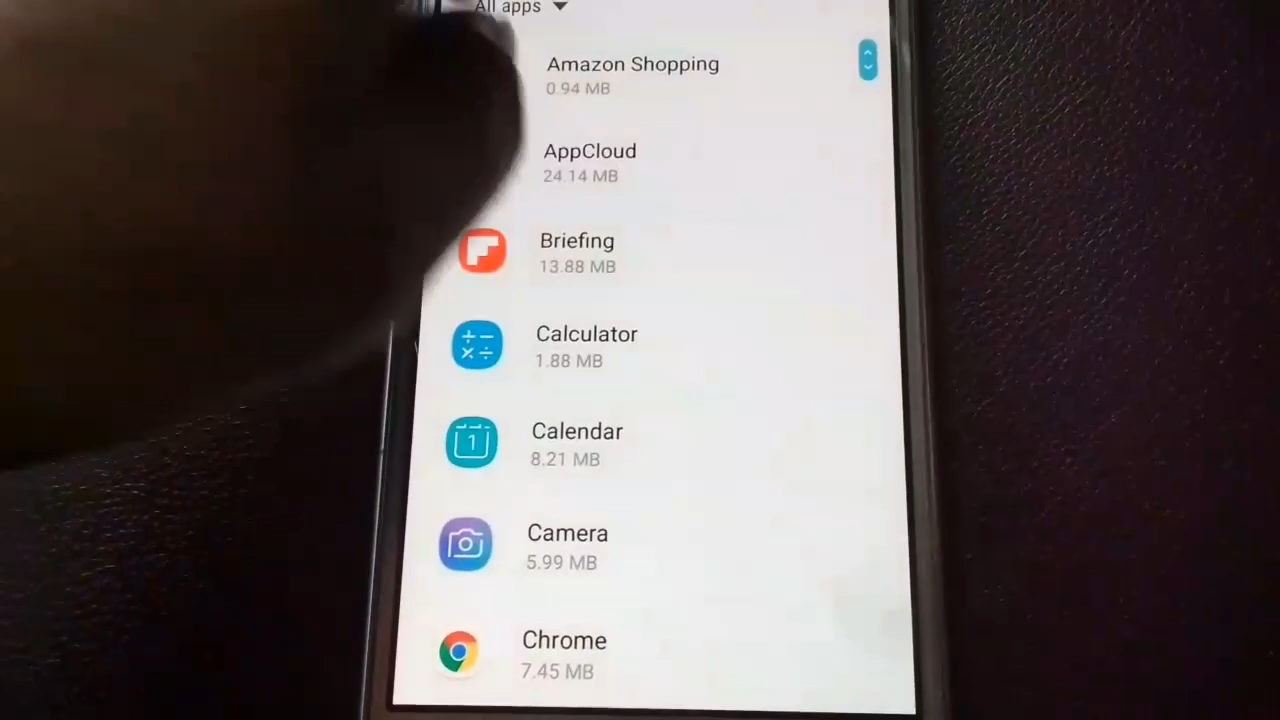 All apps
Amazon Shopping
0.94 MB
AppCloud
24.14 MB
Briefing
13.88 MB
Calculator
1.88 MB
Calendar
8.21 MB
1
Camera
5.99 MB
Chrome
7.45 MB